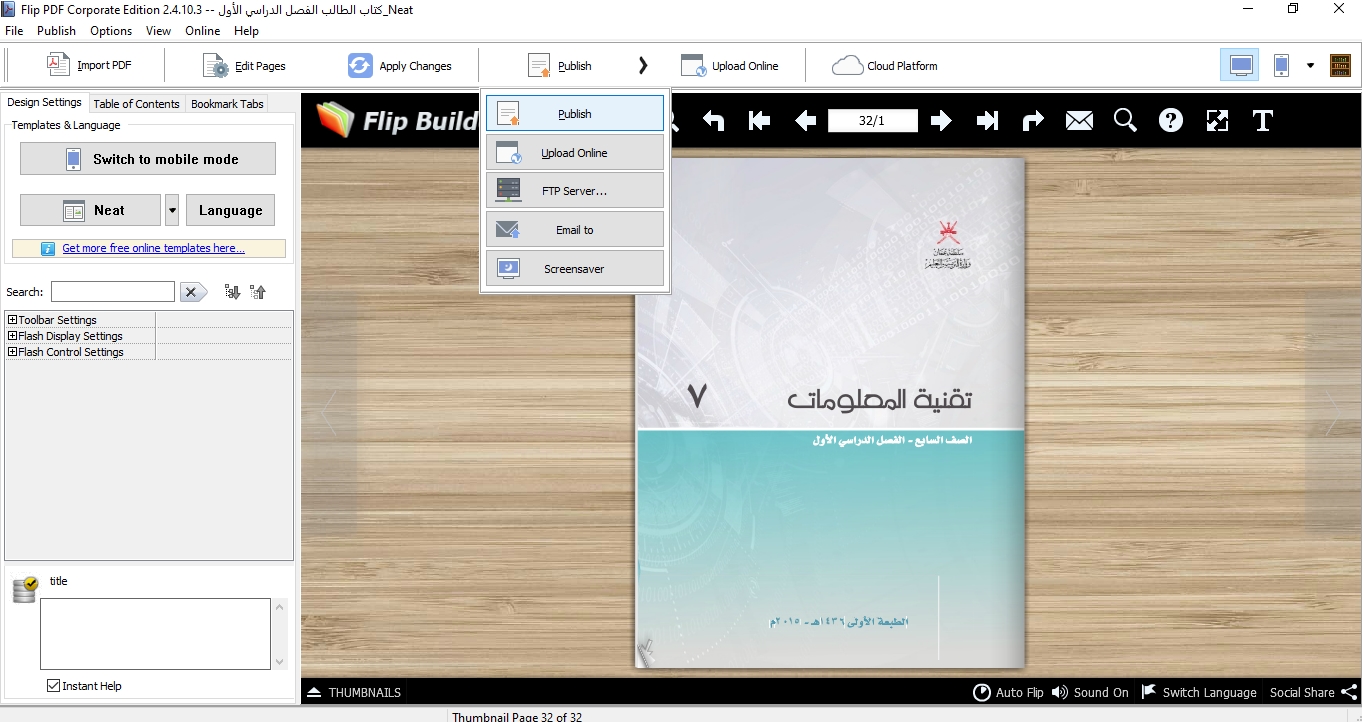 Flip PDF Corporate Edition 2.4.10.3 -- كتاب الطالب الفصل الدراسي الأول_Neat
File Publish Options View Online Help
Import PDF Edit Pages Apply Changes Publish Upload Online Cloud Platform
Design Settings Table of Contents Bookmark Tabs
Templates & Language
Switch to mobile mode
Neat Language
Get more free online templates here...
Search:
Toolbar Settings
Flash Display Settings
Flash Control Settings
title
Instant Help
Publish
Upload Online
FTP Server...
Email to
Screensaver
Flip Build
32/1
T
سلطنة عمان
وزارة التربية والتعليم
تقنية المعلومات ٧
الصف السابع - الفصل الدراسي الأول
الطبعة الأولى ١٤٣٦هـ - ٢٠١٥م
THUMBNAILS Auto Flip Sound On Switch Language Social Share
Thumbnail Page 32 of 32